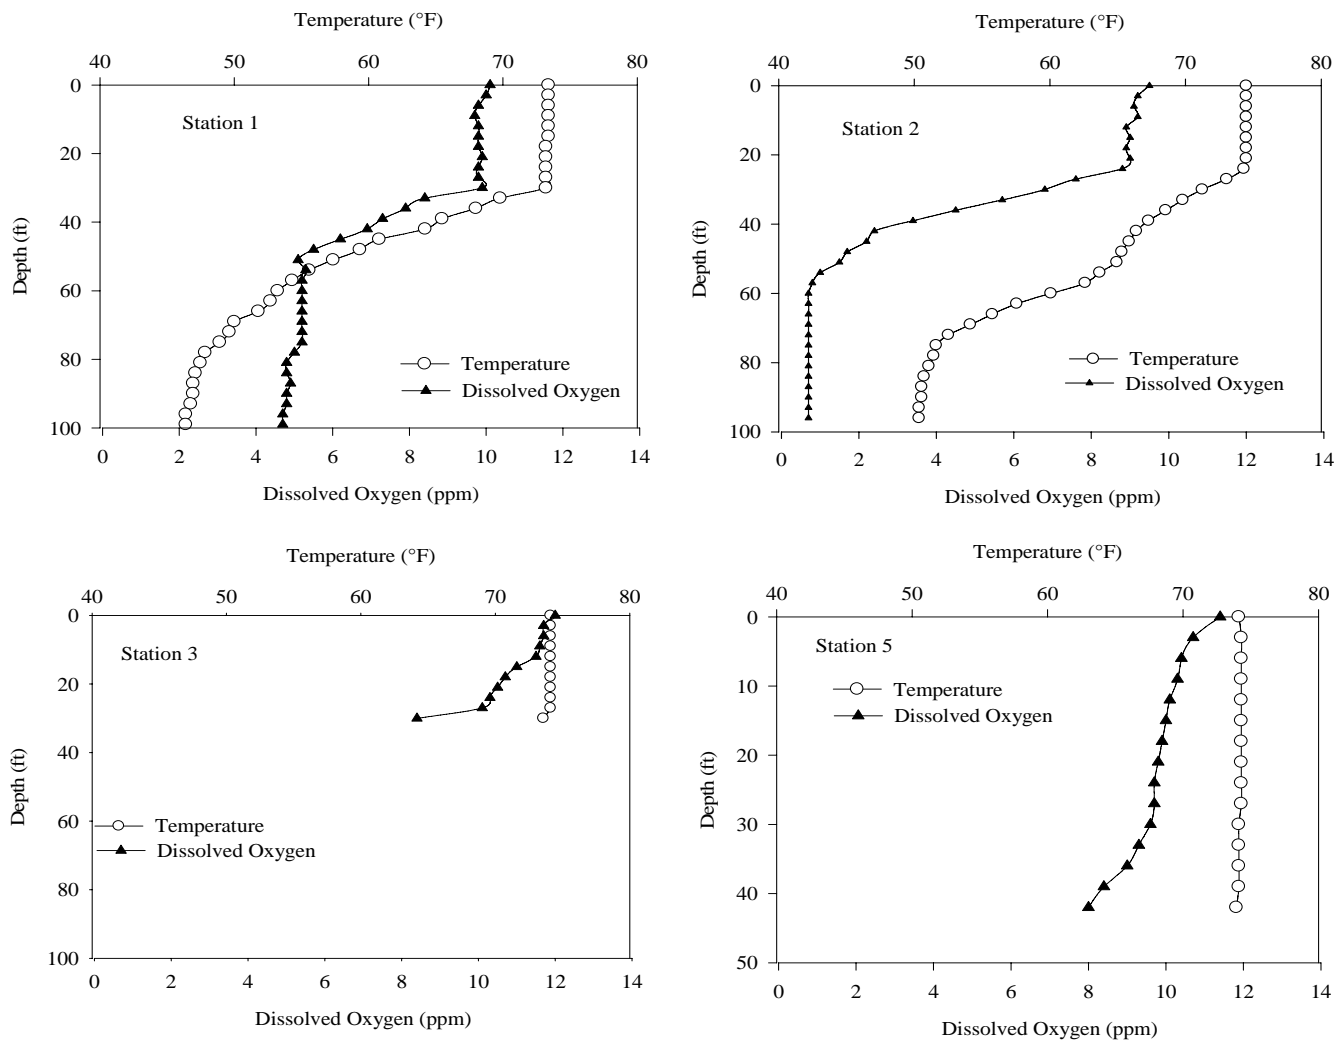 Temperature (°F)
40 50 60 70 80
0
20
40
60
80
100
Depth (ft)
Station 1
Temperature
Dissolved Oxygen
0 2 4 6 8 10 12 14
Dissolved Oxygen (ppm)
Temperature (°F)
40 50 60 70 80
0
20
40
60
80
100
Depth (ft)
Station 2
Temperature
Dissolved Oxygen
0 2 4 6 8 10 12 14
Dissolved Oxygen (ppm)
Temperature (°F)
40 50 60 70 80
0
20
40
60
80
100
Depth (ft)
Station 3
Temperature
Dissolved Oxygen
0 2 4 6 8 10 12 14
Dissolved Oxygen (ppm)
Temperature (°F)
40 50 60 70 80
0
10
20
30
40
50
Depth (ft)
Station 5
Temperature
Dissolved Oxygen
0 2 4 6 8 10 12 14
Dissolved Oxygen (ppm)